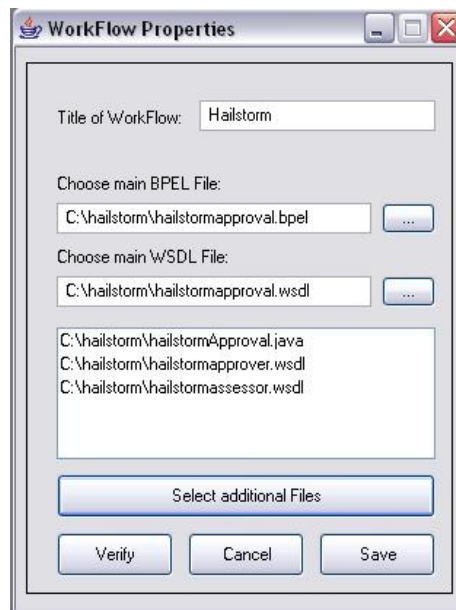 WorkFlow Properties
Title of WorkFlow: Hailstorm
Choose main BPEL File:
C:\hailstorm\hailstormapproval.bpel ...
Choose main WSDL File:
C:\hailstorm\hailstormapproval.wsdl ...
C:\hailstorm\hailstormApproval.java
C:\hailstorm\hailstormapprover.wsdl
C:\hailstorm\hailstormassessor.wsdl
Select additional Files
Verify Cancel Save